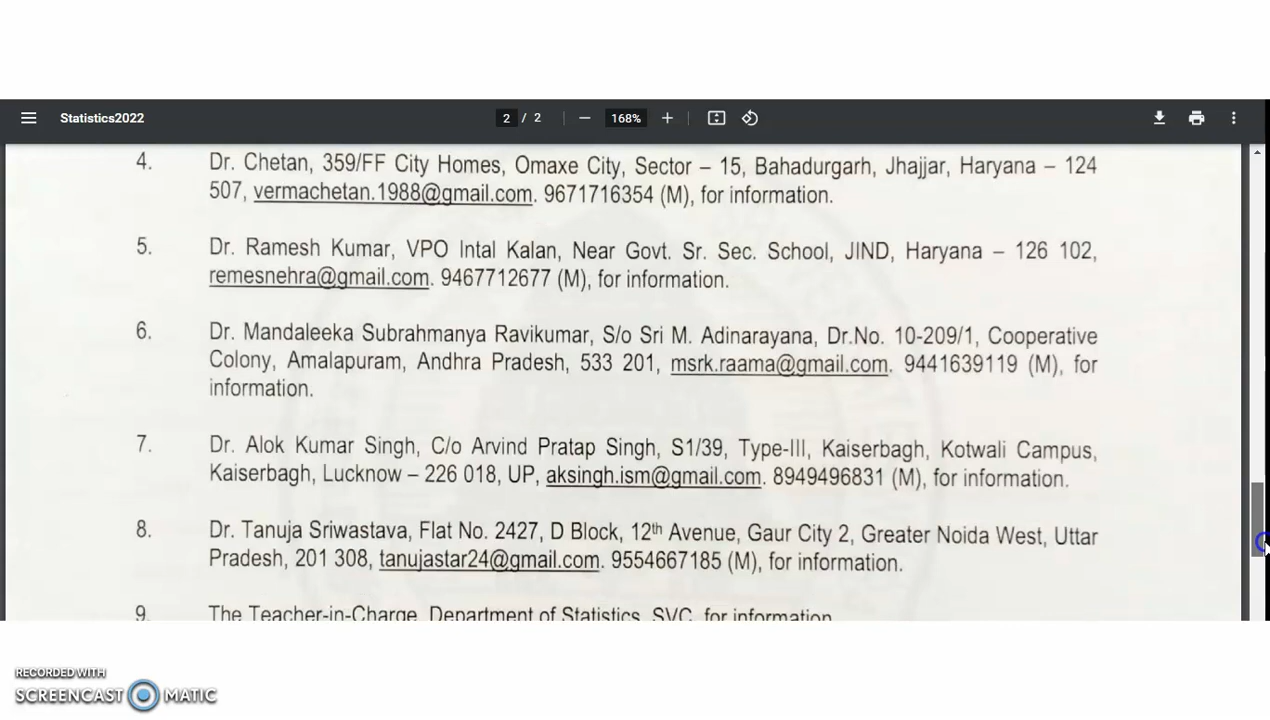 Statistics2022
2 / 2
168%
4. Dr. Chetan, 359/FF City Homes, Omaxe City, Sector – 15, Bahadurgarh, Jhajjar, Haryana – 124
507, vermachetan.1988@gmail.com. 9671716354 (M), for information.
5. Dr. Ramesh Kumar, VPO Intal Kalan, Near Govt. Sr. Sec. School, JIND, Haryana – 126 102,
remesnehra@gmail.com. 9467712677 (M), for information.
6. Dr. Mandaleeka Subrahmanya Ravikumar, S/o Sri M. Adinarayana, Dr.No. 10-209/1, Cooperative
Colony, Amalapuram, Andhra Pradesh, 533 201, msrk.raama@gmail.com. 9441639119 (M), for
information.
7. Dr. Alok Kumar Singh, C/o Arvind Pratap Singh, S1/39, Type-III, Kaiserbagh, Kotwali Campus,
Kaiserbagh, Lucknow – 226 018, UP, aksingh.ism@gmail.com. 8949496831 (M), for information.
8. Dr. Tanuja Sriwastava, Flat No. 2427, D Block, 12th Avenue, Gaur City 2, Greater Noida West, Uttar
Pradesh, 201 308, tanujastar24@gmail.com. 9554667185 (M), for information.
9. The Teacher-in-Charge, Department of Statistics, SVC, for information
RECORDED WITH
SCREENCAST MATIC